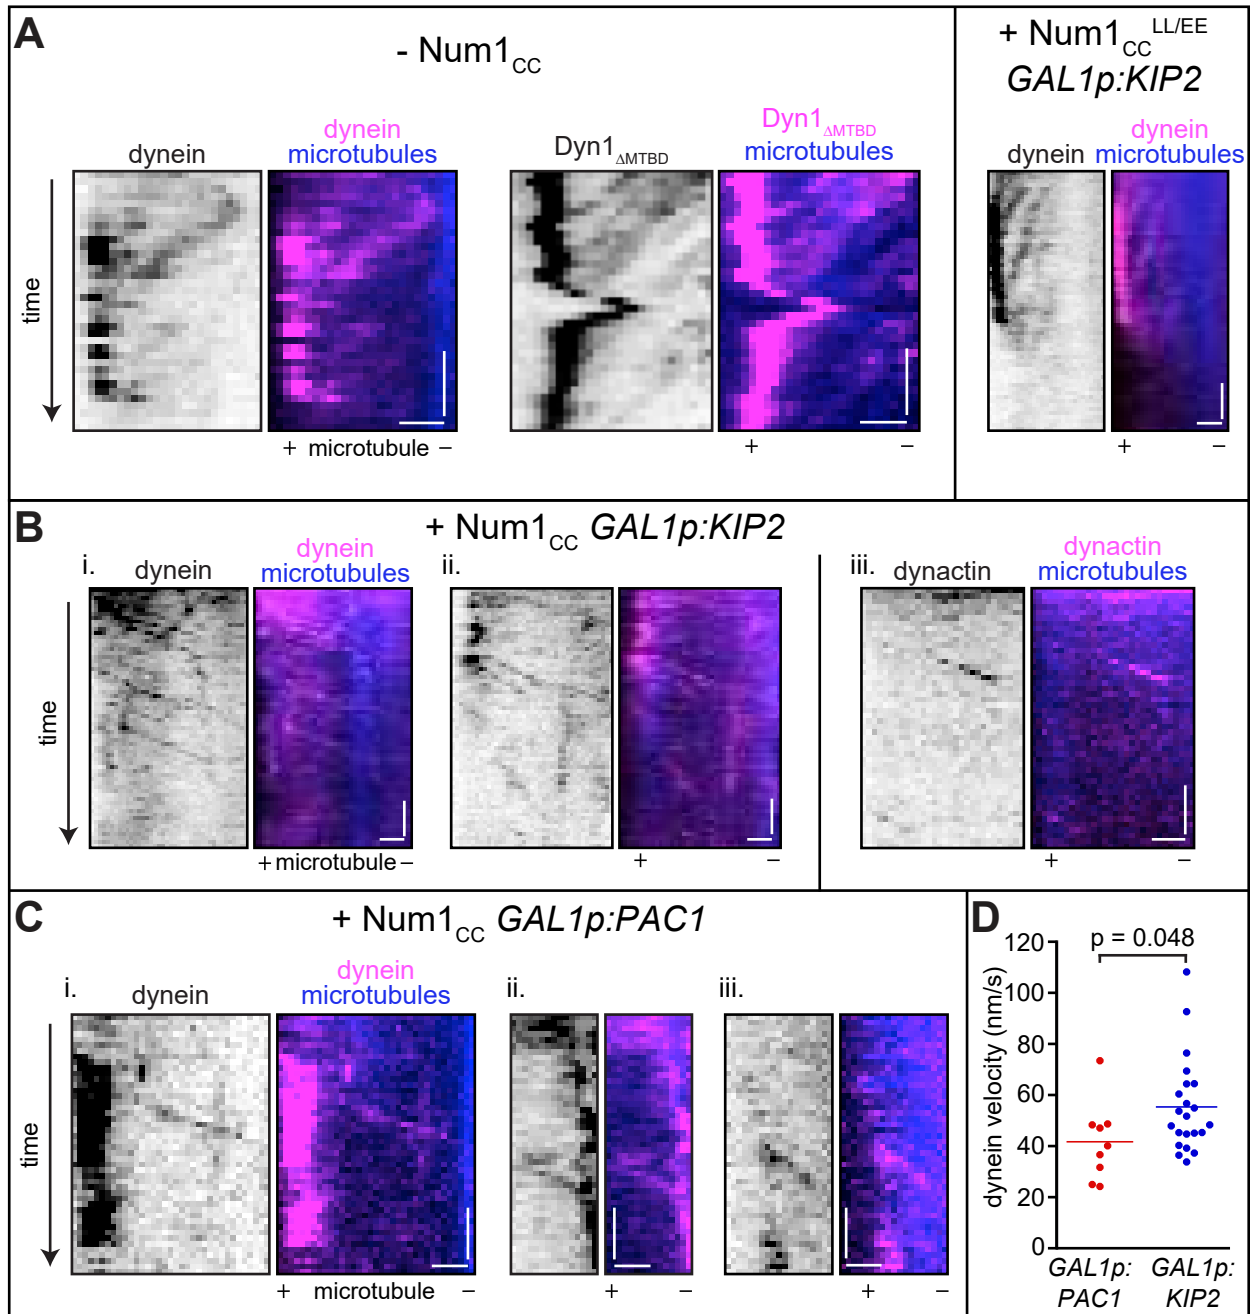 A
- Num1CC
+ Num1CC LL/EE
GAL1p:KIP2
dynein
dynein
microtubules
Dyn1ΔMTBD
Dyn1ΔMTBD
microtubules
dynein
dynein
microtubules
time
+ microtubule –
+ –
+ –
B
+ Num1CC GAL1p:KIP2
i.
dynein
dynein
microtubules
ii.
iii.
dynactin
dynactin
microtubules
time
+ microtubule –
+ –
+ –
C
+ Num1CC GAL1p:PAC1
i.
dynein
dynein
microtubules
ii.
iii.
time
+ microtubule –
+ –
+ –
D
p = 0.048
dynein velocity (nm/s)
120
100
80
60
40
20
0
GAL1p:
PAC1
GAL1p:
KIP2